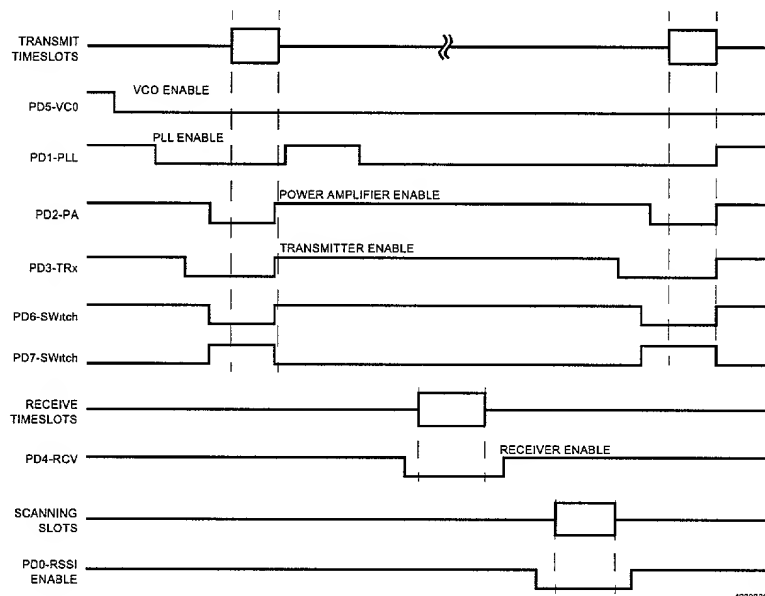 TRANSMIT
TIMESLOTS
VCO ENABLE
PD5-VC0
PLL ENABLE
PD1-PLL
POWER AMPLIFIER ENABLE
PD2-PA
TRANSMITTER ENABLE
PD3-TRx
PD6-SWitch
PD7-SWitch
RECEIVE
TIMESLOTS
RECEIVER ENABLE
PD4-RCV
SCANNING
SLOTS
PD0-RSSI
ENABLE